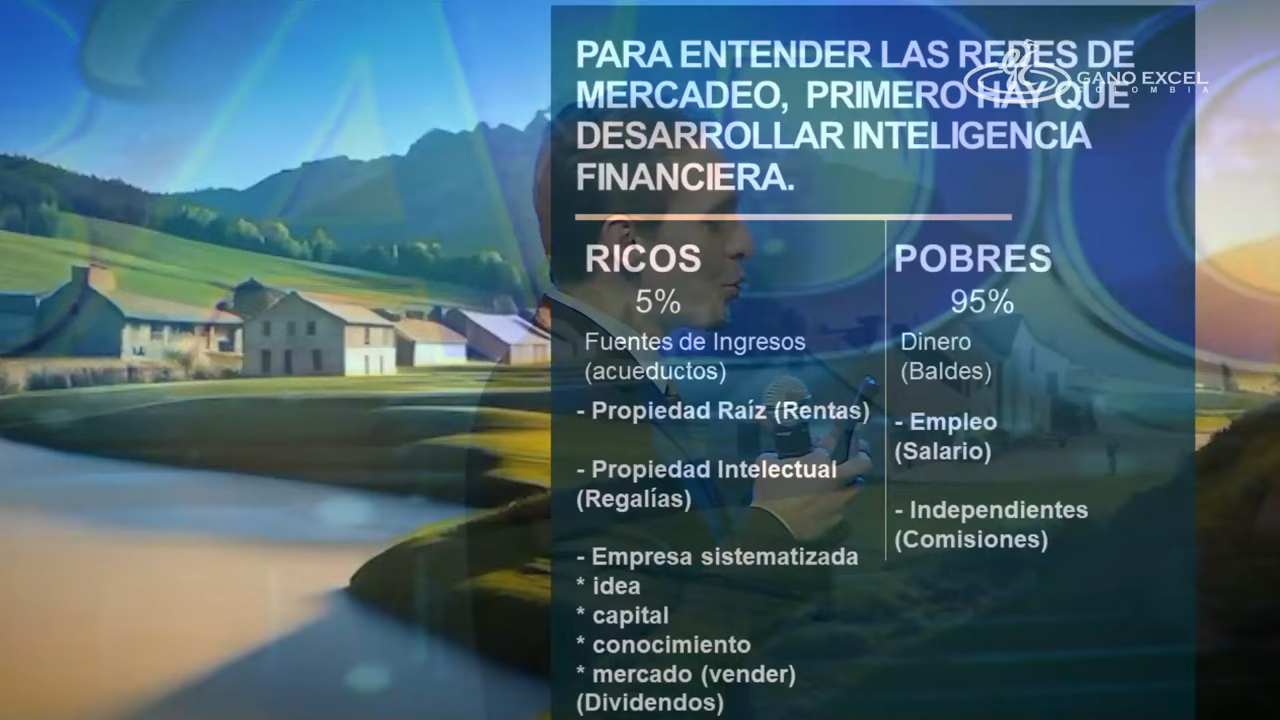 PARA ENTENDER LAS REDES DE
MERCADEO, PRIMERO HAY QUE
DESARROLLAR INTELIGENCIA
FINANCIERA.
GANO EXCEL
COLOMBIA
RICOS
5%
Fuentes de Ingresos
(acueductos)
- Propiedad Raíz (Rentas)
- Propiedad Intelectual
(Regalías)
- Empresa sistematizada
* idea
* capital
* conocimiento
* mercado (vender)
(Dividendos)
POBRES
95%
Dinero
(Baldes)
- Empleo
(Salario)
- Independientes
(Comisiones)